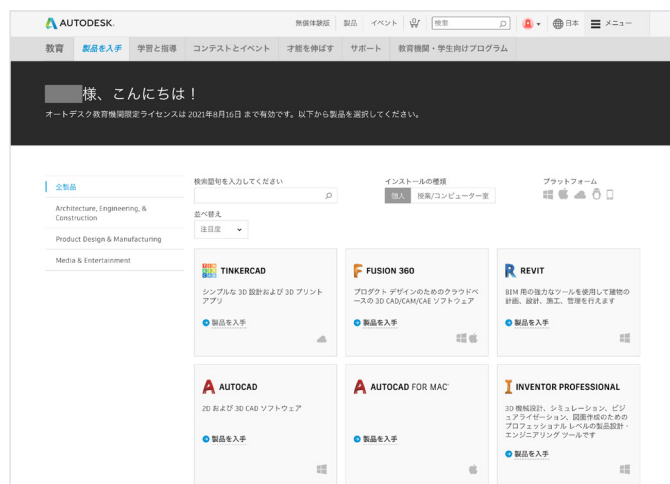 AUTODESK.
無償体験版 製品 イベント 検索 日本 メニュー
教育 製品を入手 学習と指導 コンテストとイベント 才能を伸ばす サポート 教育機関・学生向けプログラム
様、こんにちは！
オートデスク教育機関限定ライセンスは 2021年8月16日 まで有効です。以下から製品を選択してください。
全製品
Architecture, Engineering, &
Construction
Product Design & Manufacturing
Media & Entertainment
検索語句を入力してください
インストールの種類
個人 授業/コンピューター室
プラットフォーム
並べ替え
注目度
TINKERCAD
シンプルな 3D 設計および 3D プリント
アプリ
製品を入手
FUSION 360
プロダクト デザインのためのクラウドベ
ースの 3D CAD/CAM/CAE ソフトウェア
製品を入手
REVIT
BIM 用の強力なツールを使用して建物の
計画、設計、施工、管理を行えます
製品を入手
AUTOCAD
2D および 3D CAD ソフトウェア
製品を入手
AUTOCAD FOR MAC
製品を入手
INVENTOR PROFESSIONAL
3D 機械設計、シミュレーション、ビジ
ュアライゼーション、図面作成のための
プロフェッショナル レベルの製品設計・
エンジニアリング ツールです
製品を入手